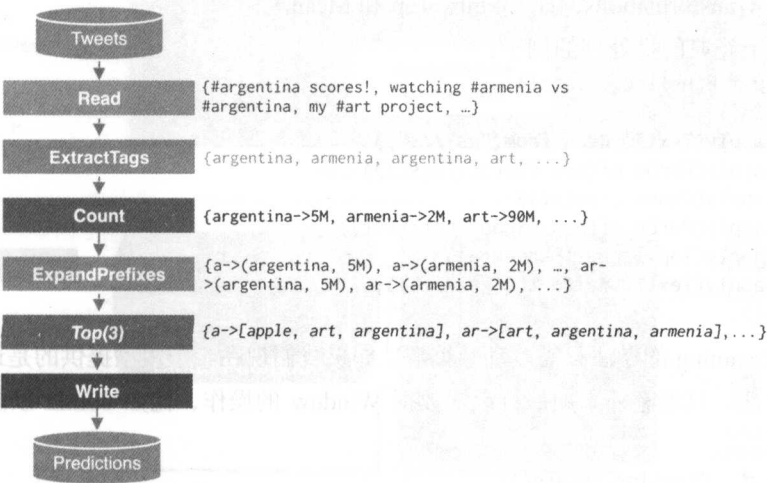 Tweets
Read
{#argentina scores!, watching #armenia vs
#argentina, my #art project, …}
ExtractTags
{argentina, armenia, argentina, art, ...}
Count
{argentina->5M, armenia->2M, art->90M, ...}
ExpandPrefixes
{a->(argentina, 5M), a->(armenia, 2M), …, ar-
>(argentina, 5M), ar->(armenia, 2M), ...}
Top(3)
{a->[apple, art, argentina], ar->[art, argentina, armenia],...}
Write
Predictions